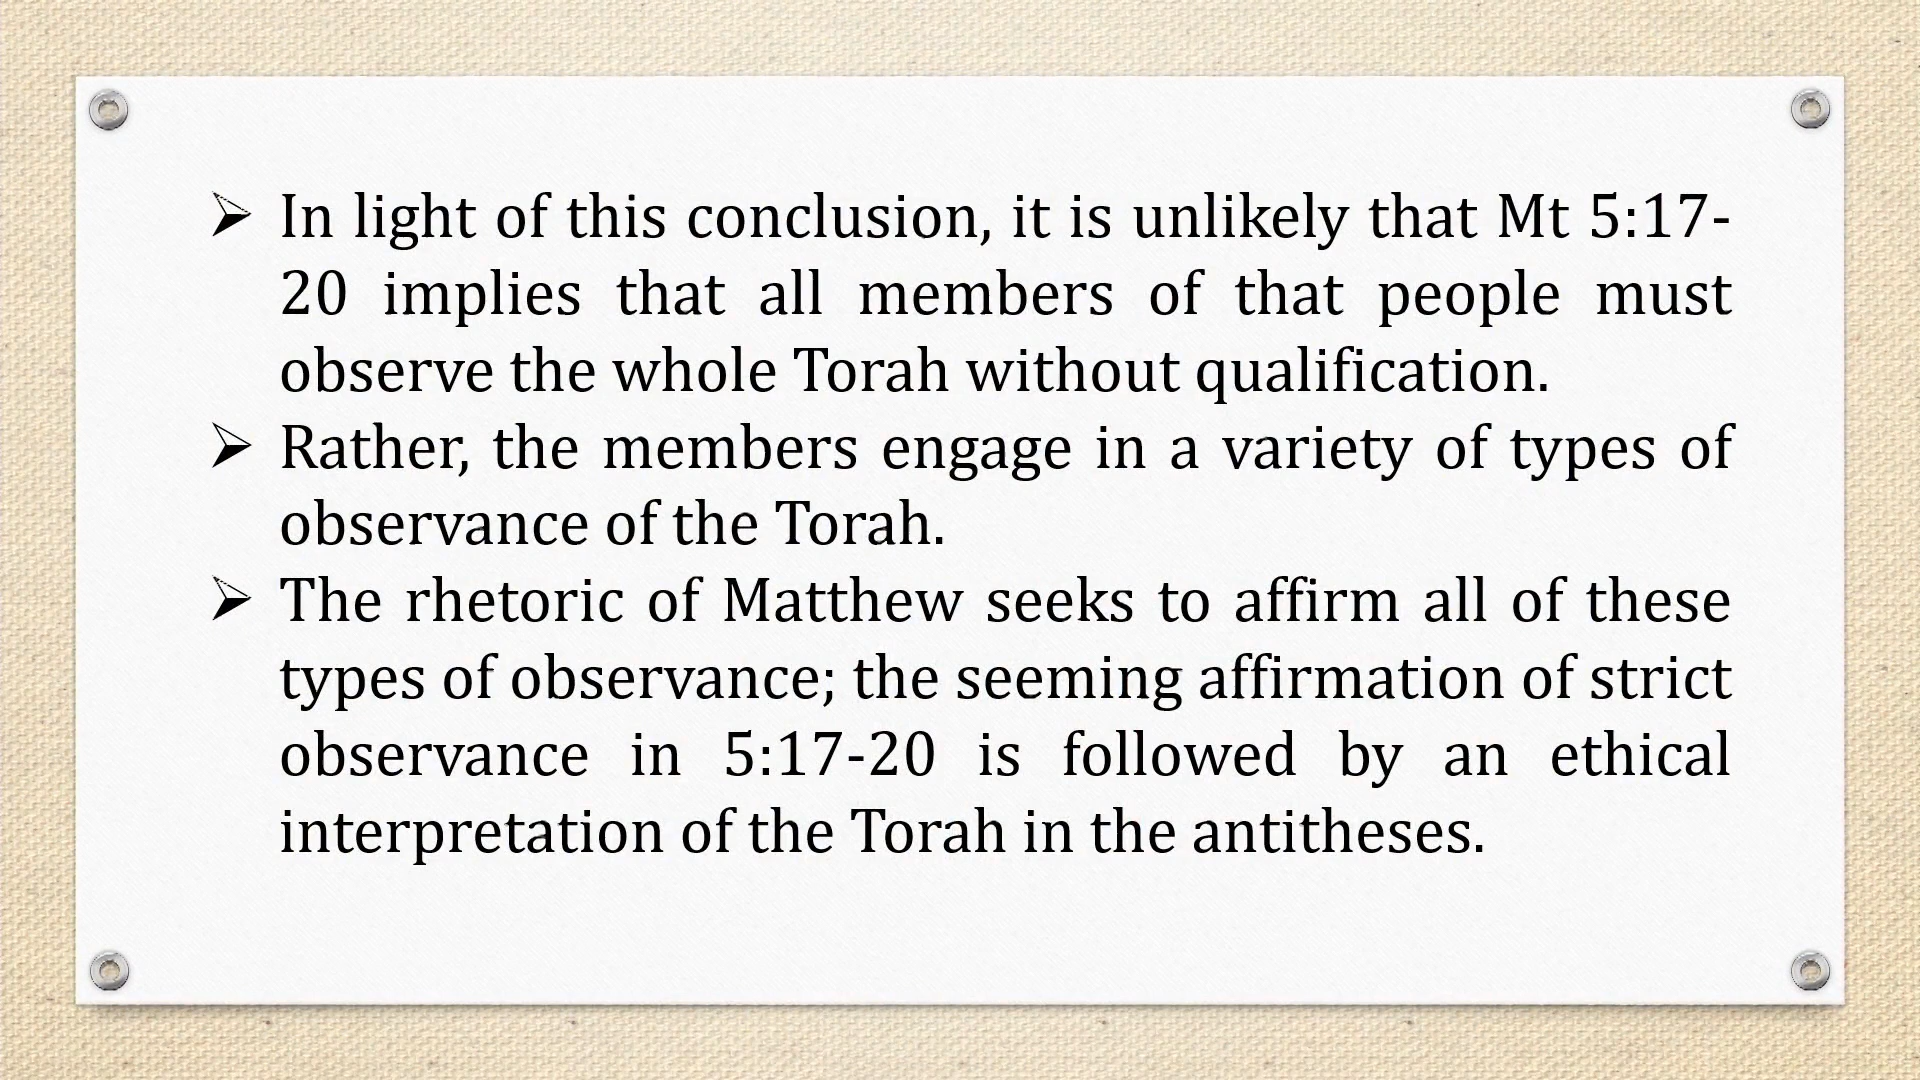 ➢ In light of this conclusion, it is unlikely that Mt 5:17-
20 implies that all members of that people must
observe the whole Torah without qualification.
➢ Rather, the members engage in a variety of types of
observance of the Torah.
➢ The rhetoric of Matthew seeks to affirm all of these
types of observance; the seeming affirmation of strict
observance in 5:17-20 is followed by an ethical
interpretation of the Torah in the antitheses.